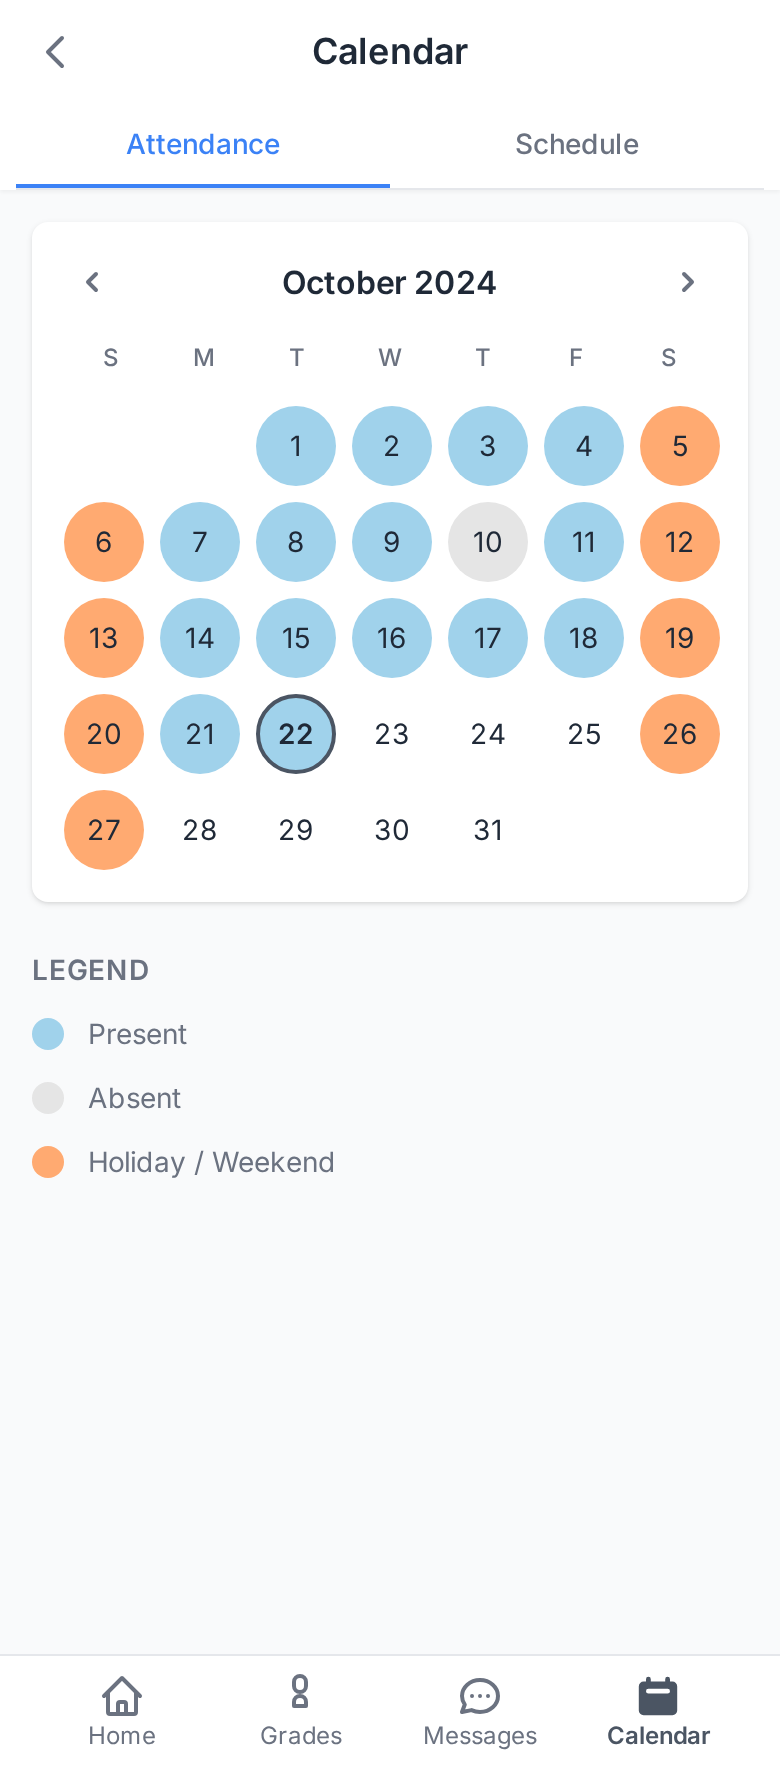 Calendar
Attendance Schedule
October 2024
S M T W T F S
1 2 3 4 5
6 7 8 9 10 11 12
13 14 15 16 17 18 19
20 21 22 23 24 25 26
27 28 29 30 31
LEGEND
Present
Absent
Holiday / Weekend
Home Grades Messages Calendar